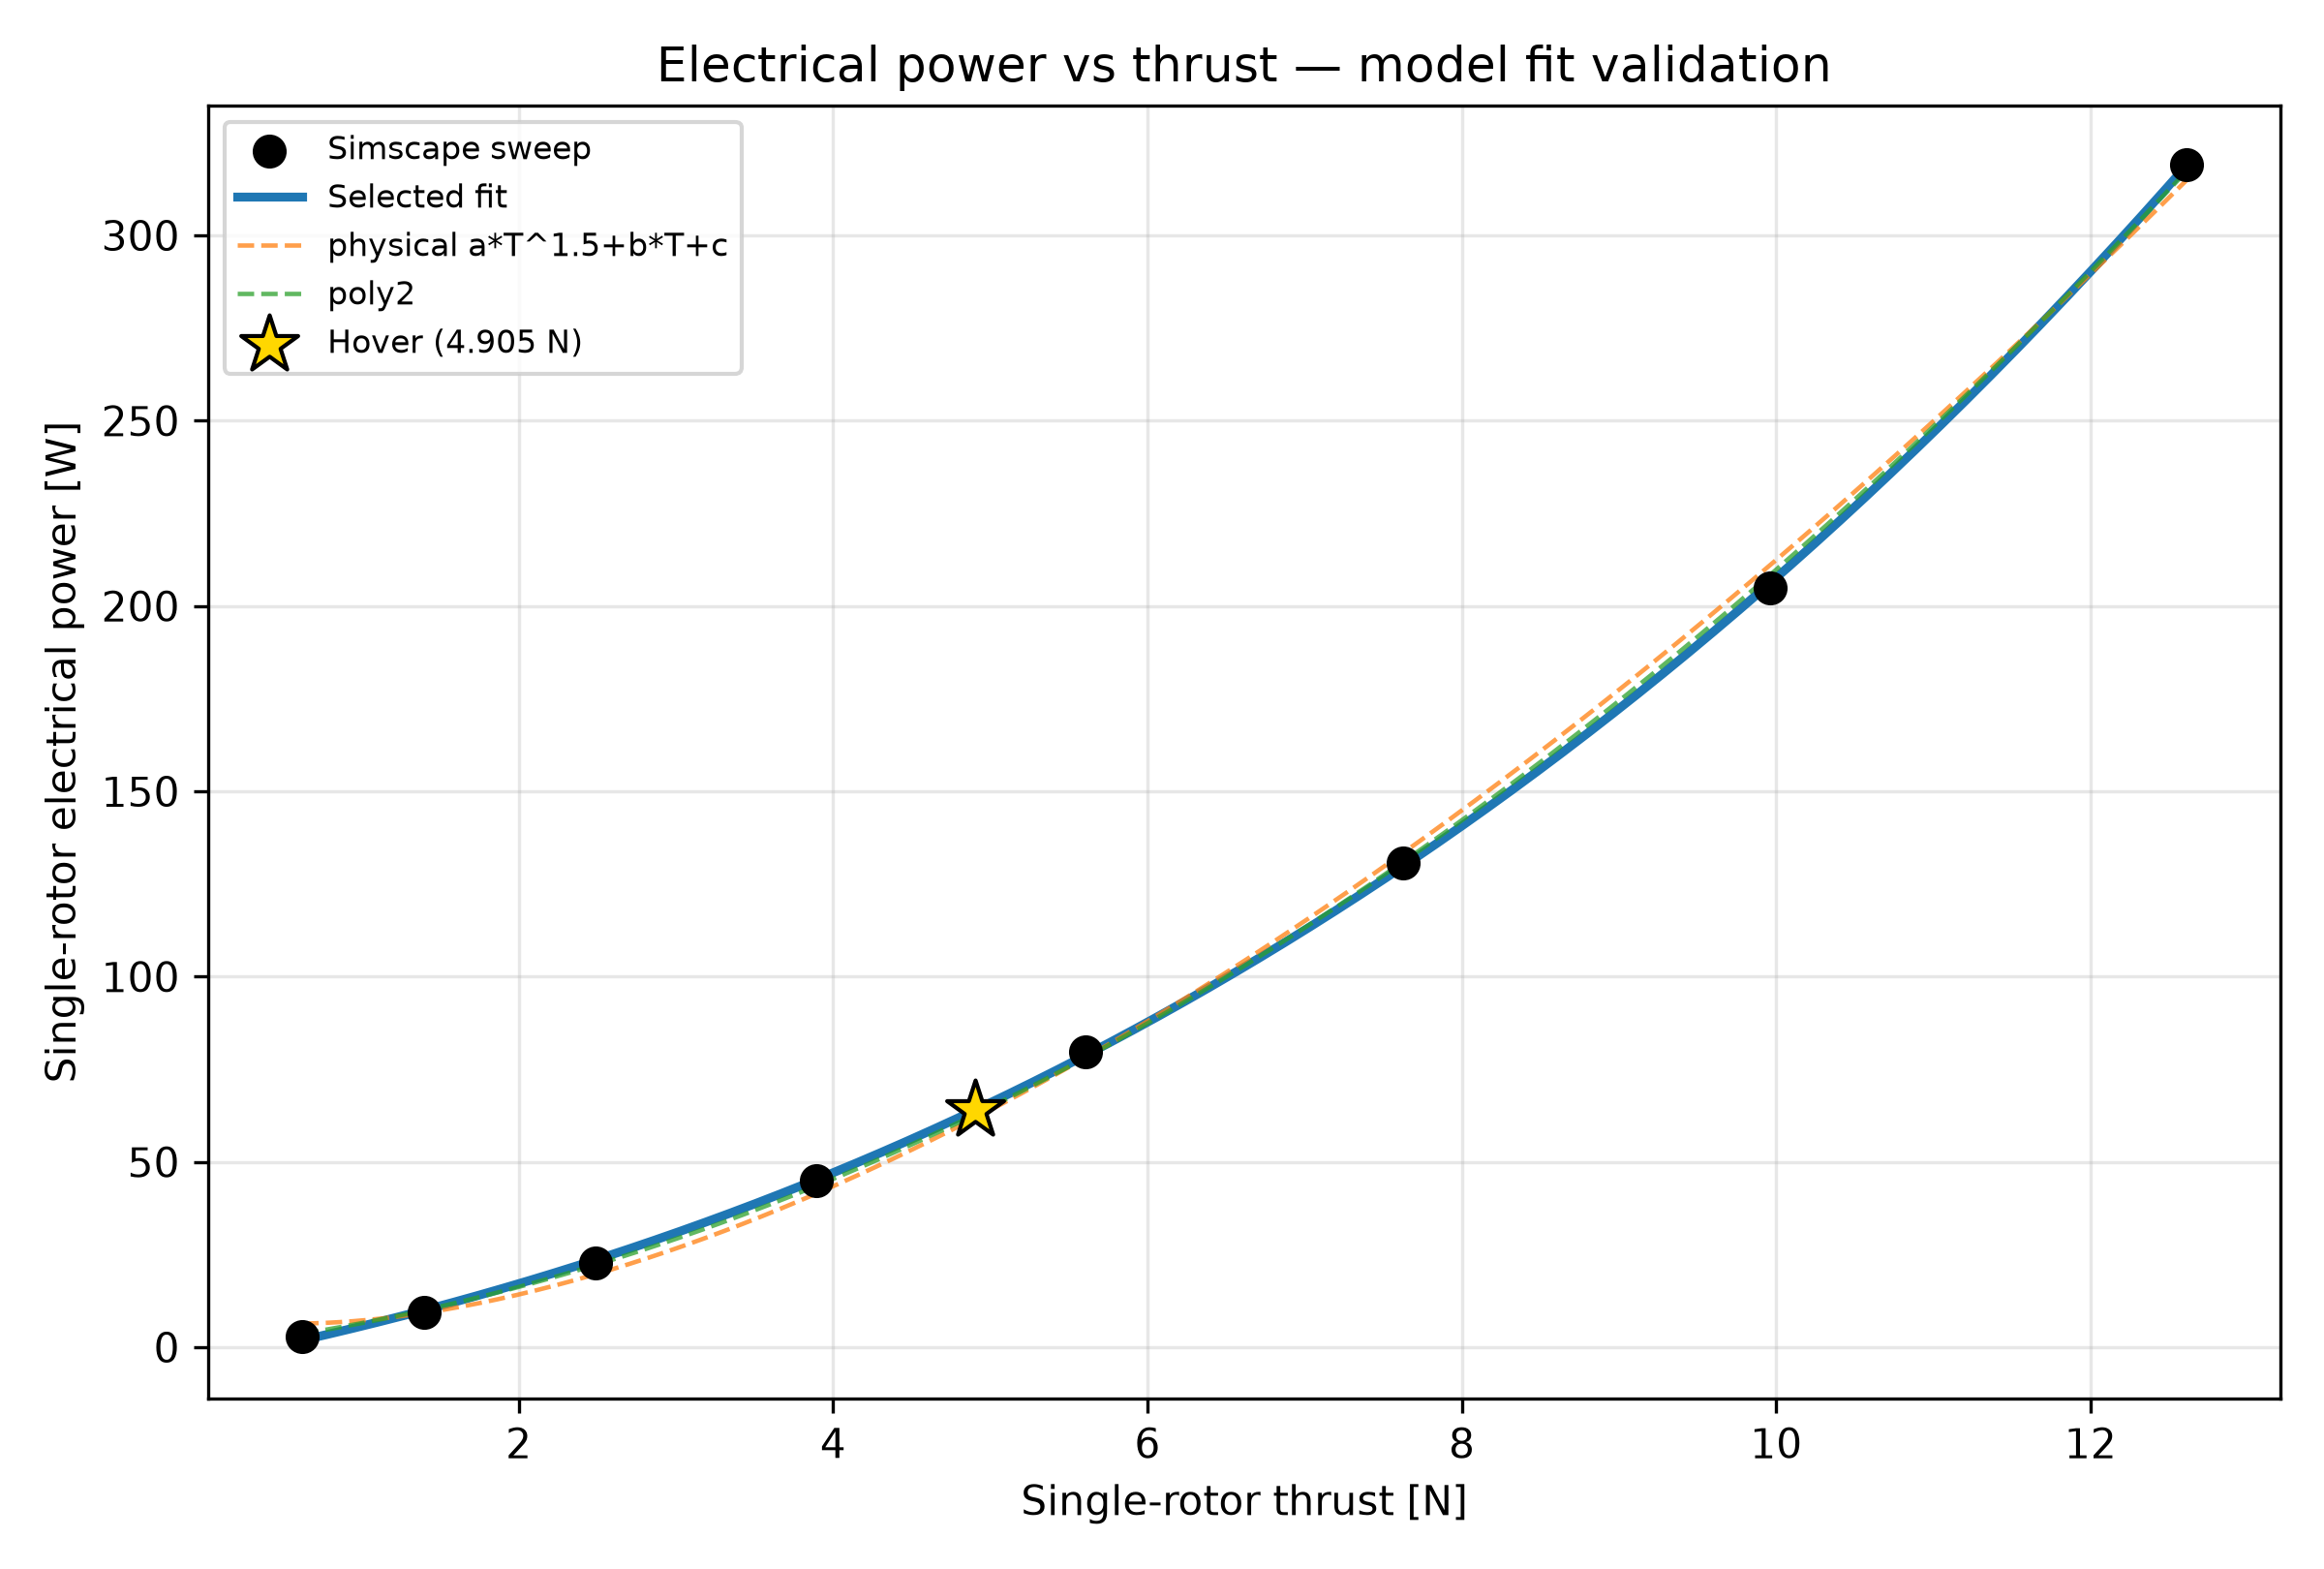 Electrical power vs thrust — model fit validation
Simscape sweep
Selected fit
physical a*T^1.5+b*T+c
poly2
Hover (4.905 N)
Single-rotor electrical power [W]
300
250
200
150
100
50
0
2 4 6 8 10 12
Single-rotor thrust [N]